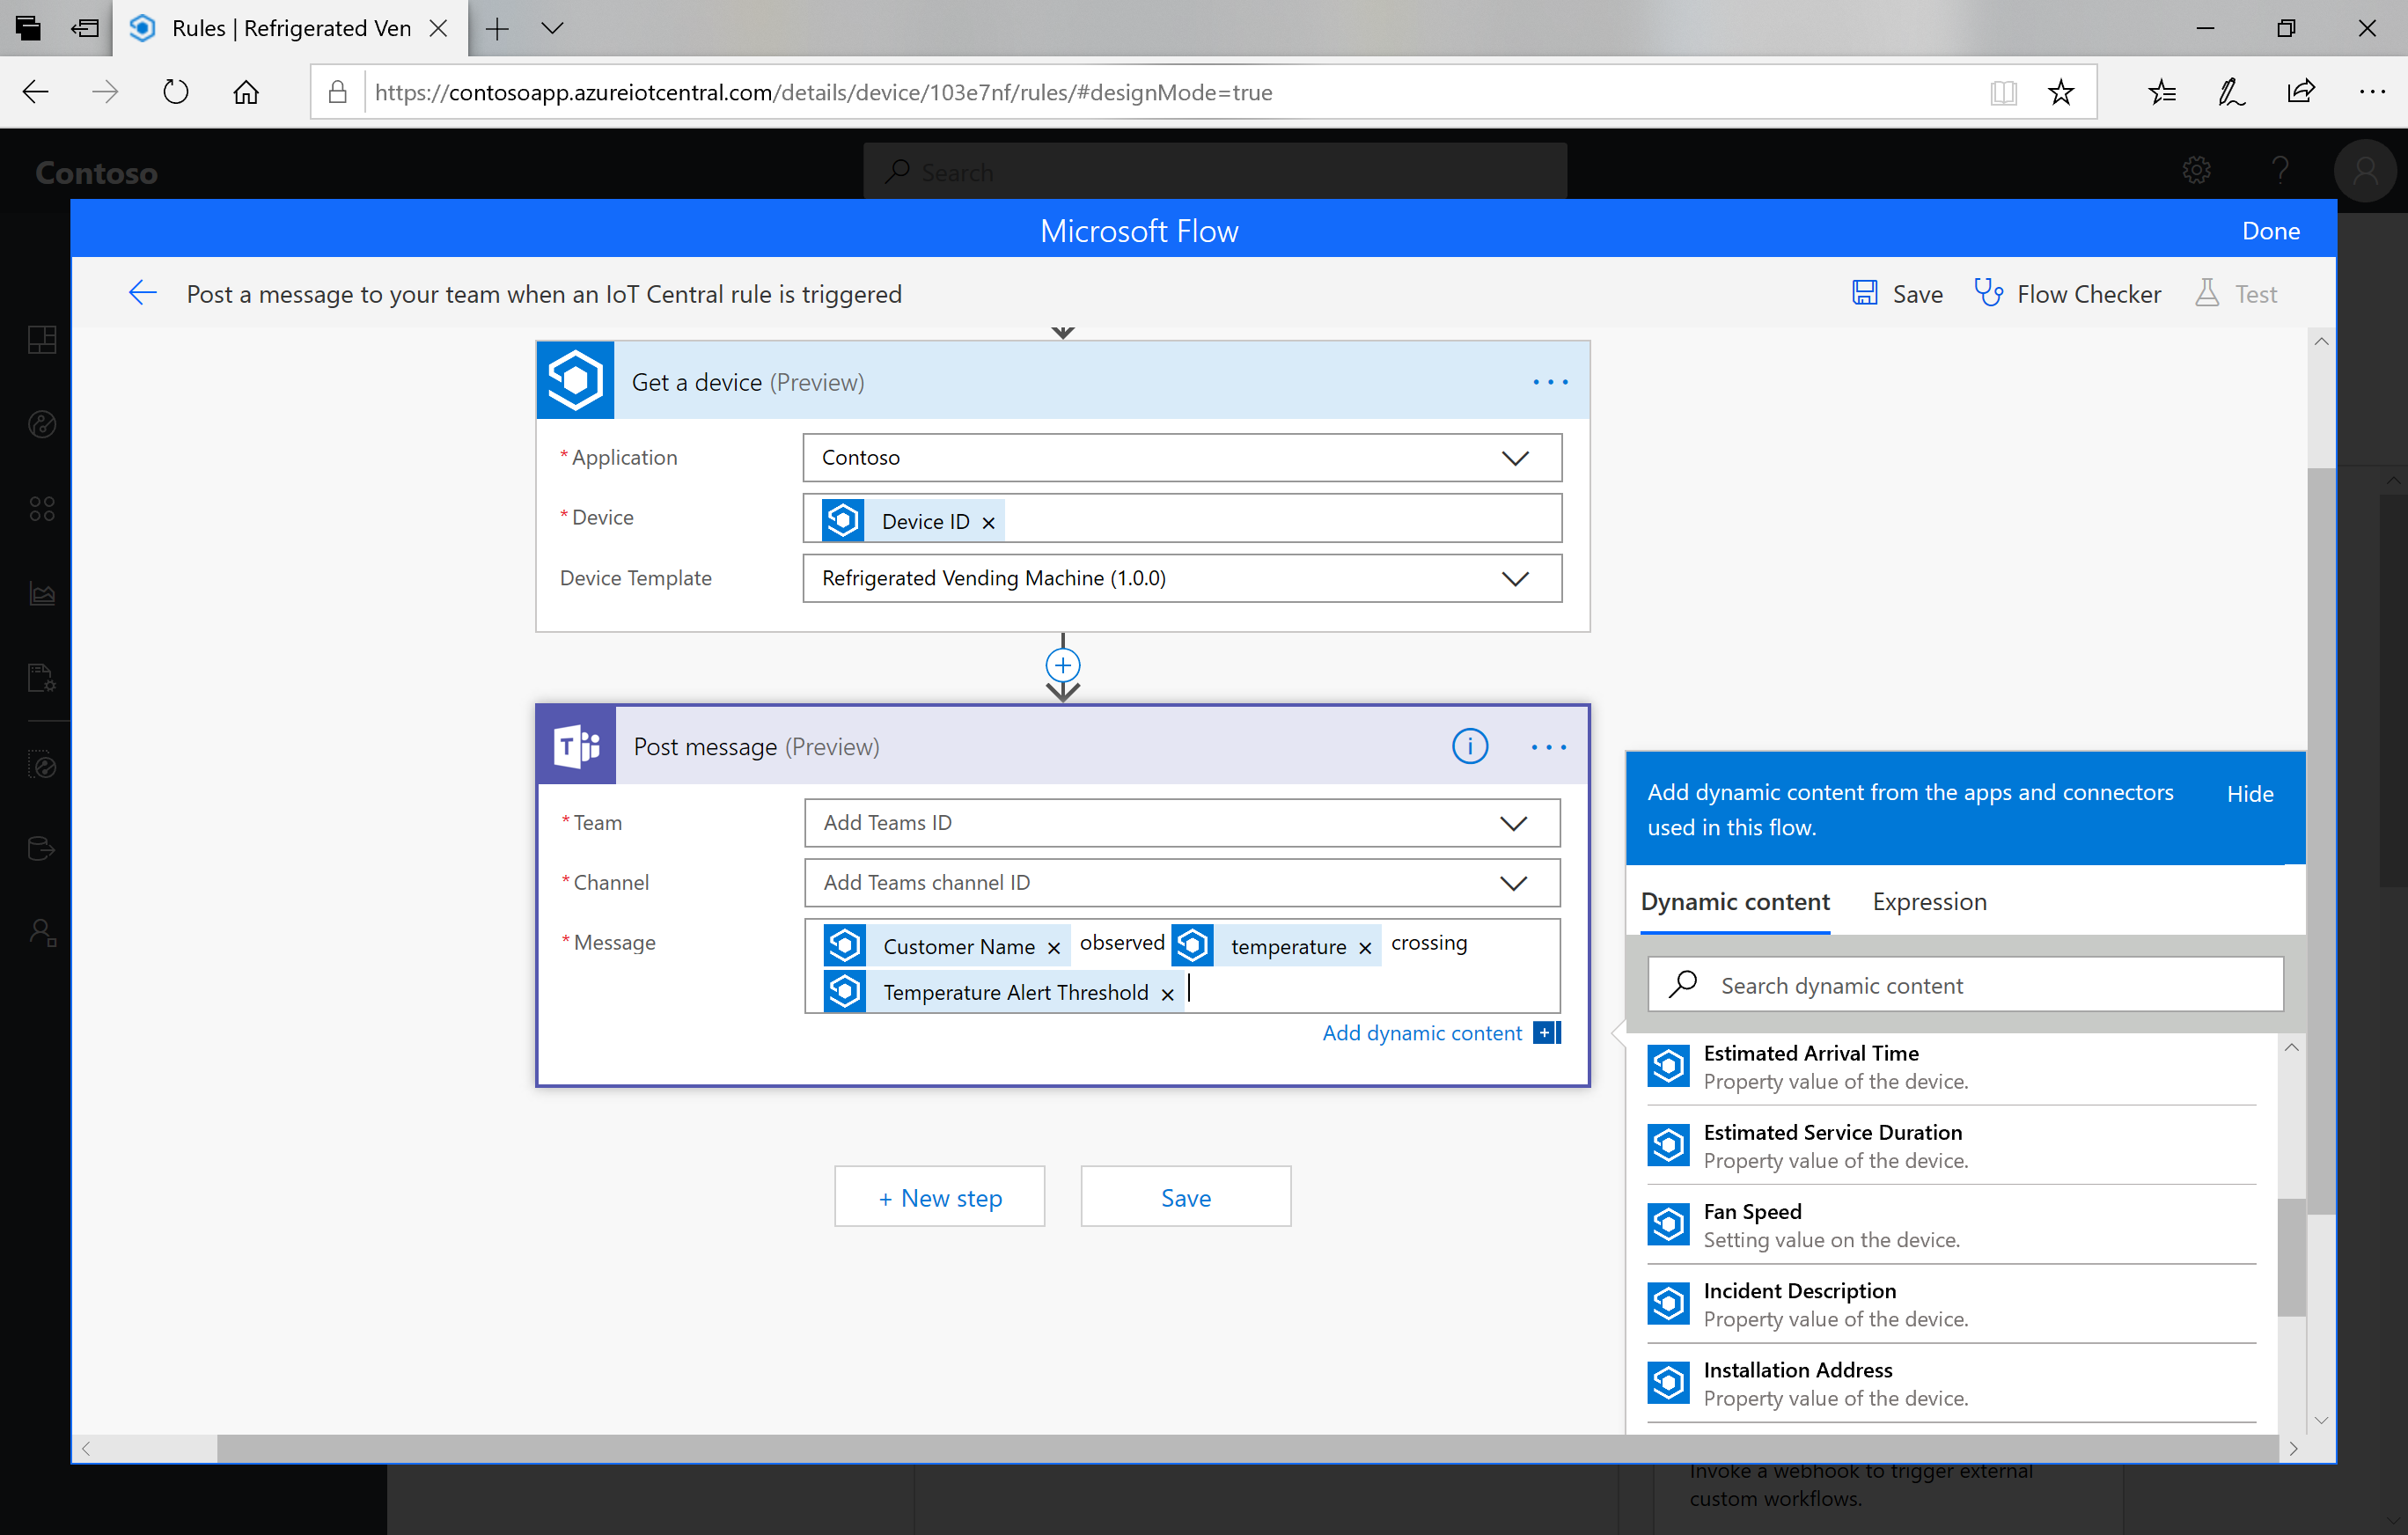 Rules | Refrigerated Ven
https://contosoapp.azureiotcentral.com/details/device/103e7nf/rules/#designMode=true
Contoso
Search
Microsoft Flow
Done
Post a message to your team when an IoT Central rule is triggered
Save
Flow Checker
Test
Get a device (Preview)
* Application
Contoso
* Device
Device ID ×
Device Template
Refrigerated Vending Machine (1.0.0)
Post message (Preview)
* Team
Add Teams ID
* Channel
Add Teams channel ID
* Message
Customer Name × observed temperature × crossing
Temperature Alert Threshold ×
Add dynamic content
+ New step
Save
Add dynamic content from the apps and connectors
used in this flow.
Hide
Dynamic content
Expression
Search dynamic content
Estimated Arrival Time
Property value of the device.
Estimated Service Duration
Property value of the device.
Fan Speed
Setting value on the device.
Incident Description
Property value of the device.
Installation Address
Property value of the device.
Invoke a webhook to trigger external
custom workflows.